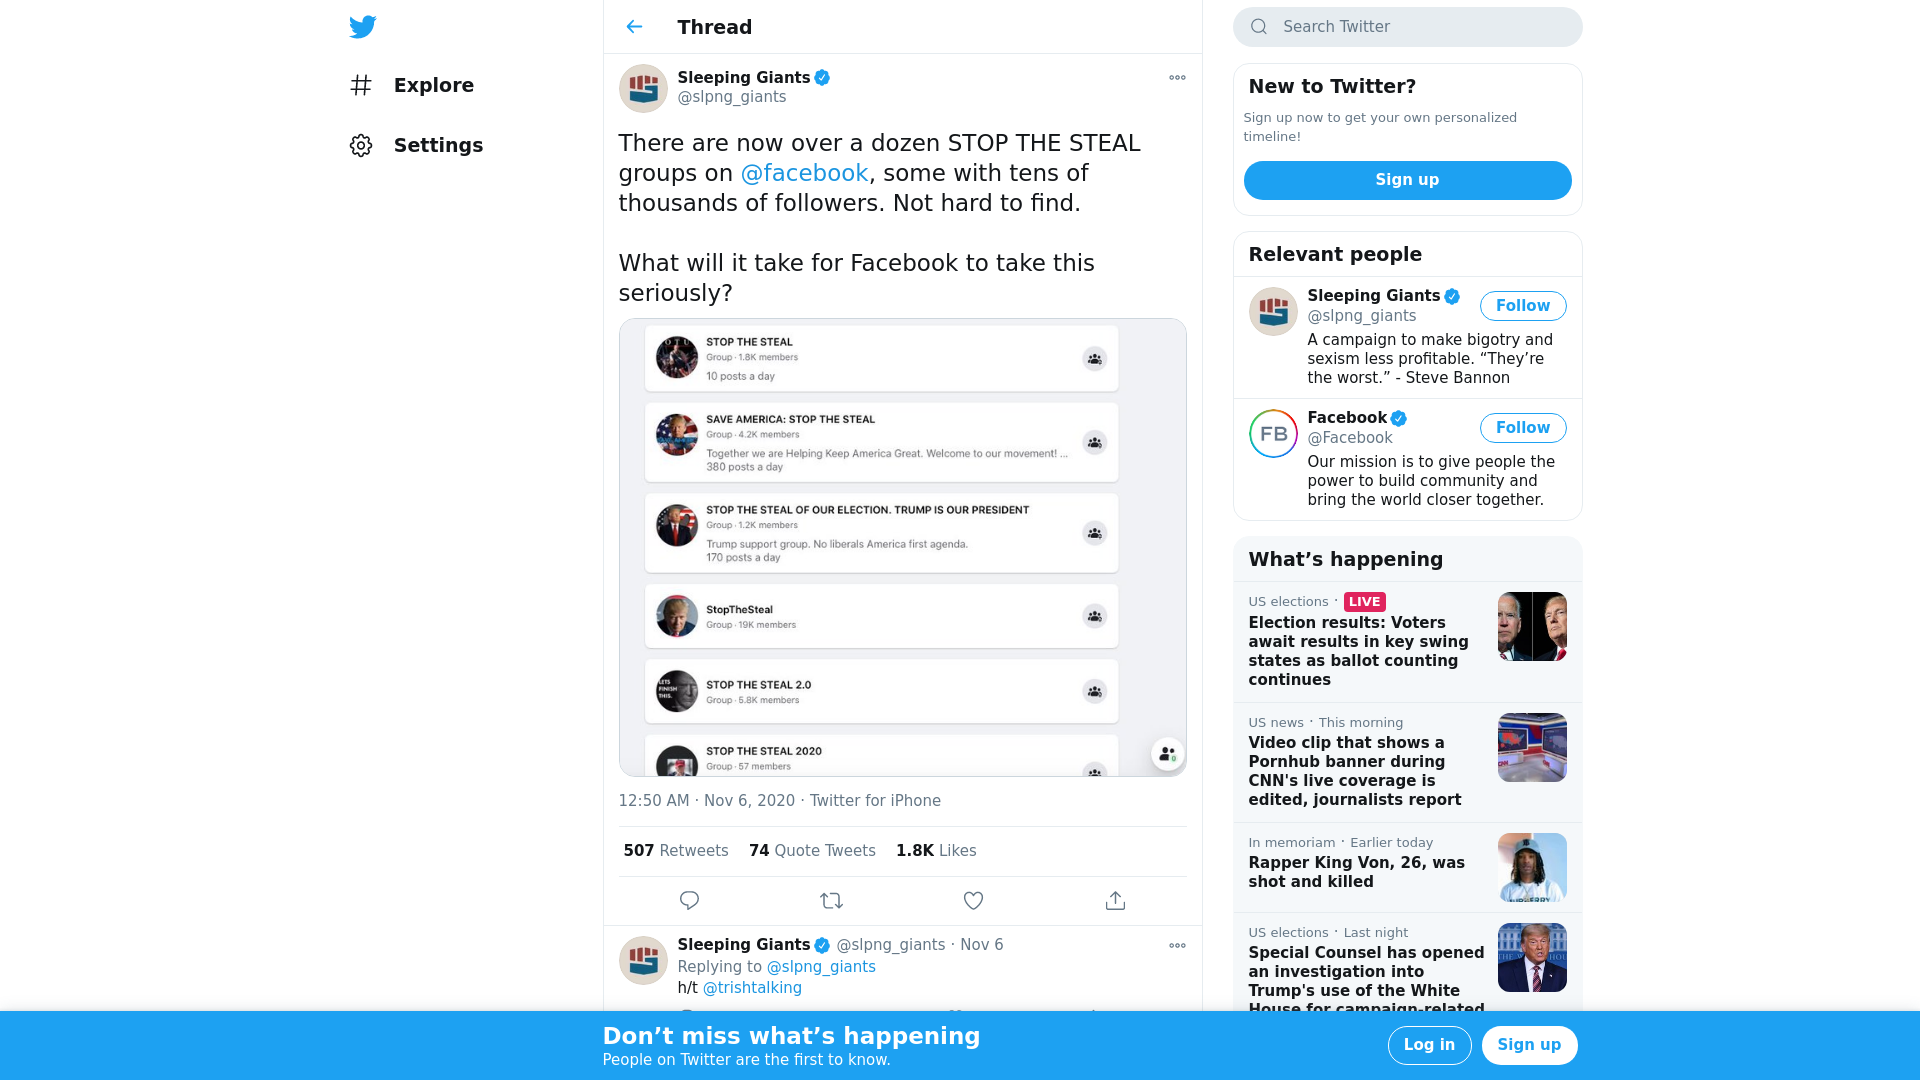 Explore
Settings
Thread
Sleeping Giants
@slpng_giants
There are now over a dozen STOP THE STEAL
groups on @facebook, some with tens of
thousands of followers. Not hard to find.
What will it take for Facebook to take this
seriously?
STOP THE STEAL
Group · 1.8K members
10 posts a day
SAVE AMERICA: STOP THE STEAL
Group · 4.2K members
Together we are Helping Keep America Great. Welcome to our movement! ...
380 posts a day
STOP THE STEAL OF OUR ELECTION. TRUMP IS OUR PRESIDENT
Group · 1.2K members
Trump support group. No liberals America first agenda.
170 posts a day
StopTheSteal
Group · 19K members
LETS
FINISH
THIS.
STOP THE STEAL 2.0
Group · 5.8K members
STOP THE STEAL 2020
Group · 57 members
12:50 AM · Nov 6, 2020 · Twitter for iPhone
507 Retweets 74 Quote Tweets 1.8K Likes
Sleeping Giants @slpng_giants · Nov 6
Replying to @slpng_giants
h/t @trishtalking
Search Twitter
New to Twitter?
Sign up now to get your own personalized
timeline!
Sign up
Relevant people
Sleeping Giants
@slpng_giants
Follow
A campaign to make bigotry and
sexism less profitable. “They’re
the worst.” - Steve Bannon
FB
Facebook
@Facebook
Follow
Our mission is to give people the
power to build community and
bring the world closer together.
What’s happening
US elections · LIVE
Election results: Voters
await results in key swing
states as ballot counting
continues
US news · This morning
Video clip that shows a
Pornhub banner during
CNN's live coverage is
edited, journalists report
In memoriam · Earlier today
Rapper King Von, 26, was
shot and killed
US elections · Last night
Special Counsel has opened
an investigation into
Trump's use of the White
House for campaign-related
Don’t miss what’s happening
People on Twitter are the first to know.
Log in
Sign up